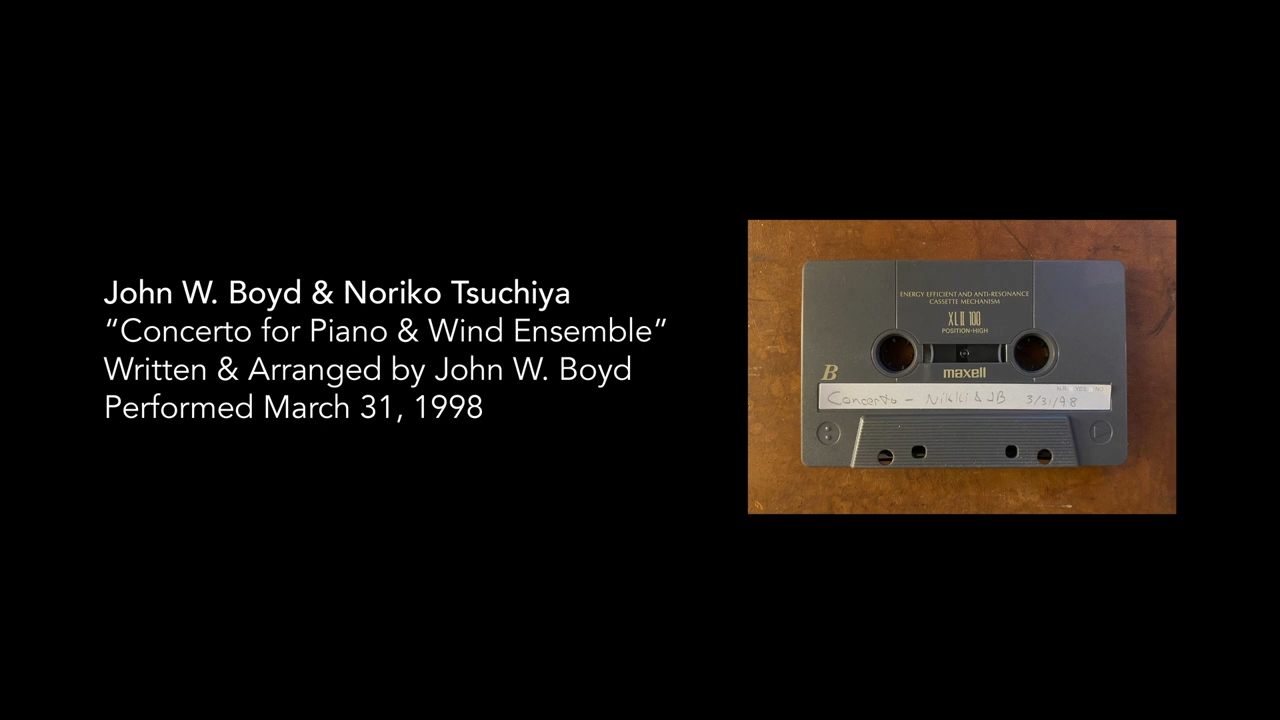 John W. Boyd & Noriko Tsuchiya
“Concerto for Piano & Wind Ensemble”
Written & Arranged by John W. Boyd
Performed March 31, 1998
ENERGY EFFICIENT AND ANTI-RESONANCE
CASSETTE MECHANISM
XLII 100
POSITION·HIGH
B
maxell
Concerto - Nikki & JB 3/31/98